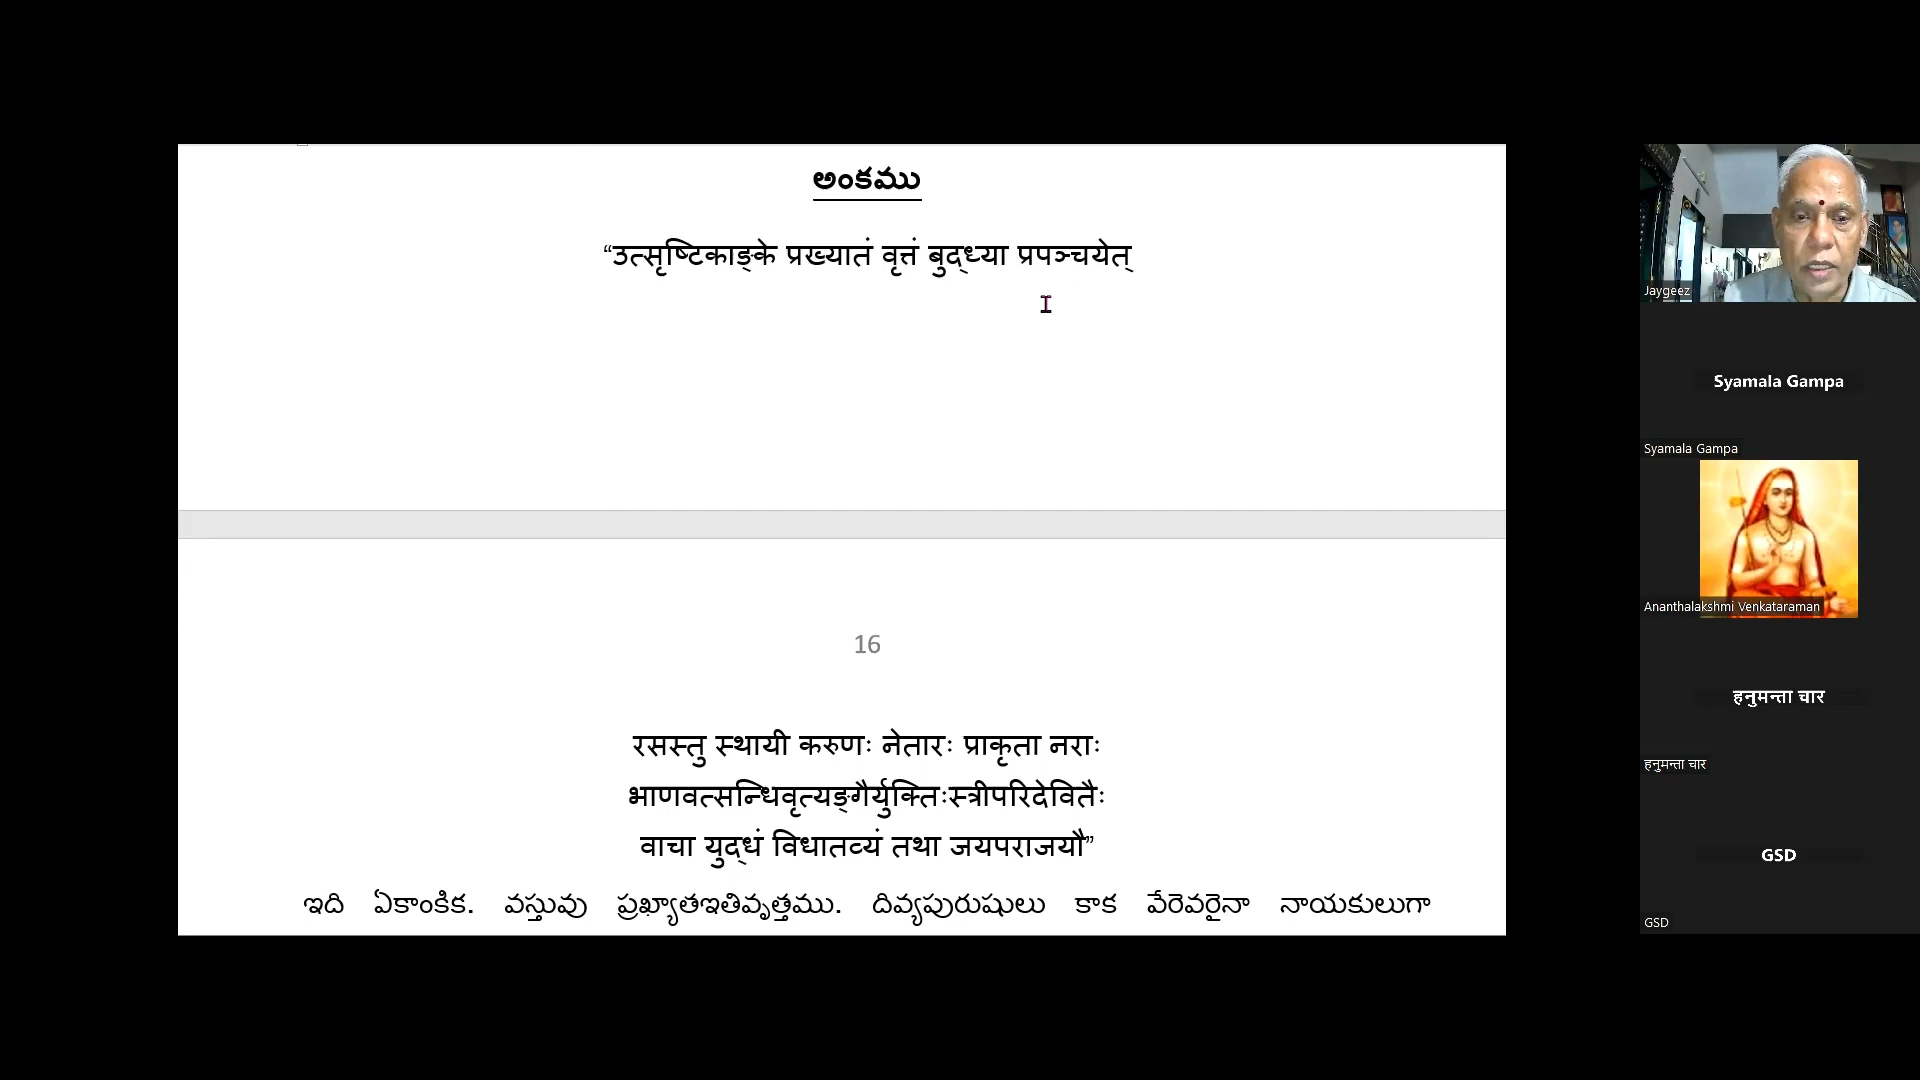 అంకము
“उत्सृष्टिकाङ्के प्रख्यातं वृत्तं बुद्ध्या प्रपञ्चयेत्
16
रसस्तु स्थायी करुणः नेतारः प्राकृता नराः
भाणवत्सन्धिवृत्यङ्गैर्युक्तिःस्त्रीपरिदेवितैः
वाचा युद्धं विधातव्यं तथा जयपराजयौ”
ఇది ఏకాంకిక. వస్తువు ప్రఖ్యాతఇతివృత్తము. దివ్యపురుషులు కాక వేరెవరైనా నాయకులుగా
Jaygeez
Syamala Gampa
Syamala Gampa
Ananthalakshmi Venkataraman
हनुमन्ता चार
हनुमन्ता चार
GSD
GSD